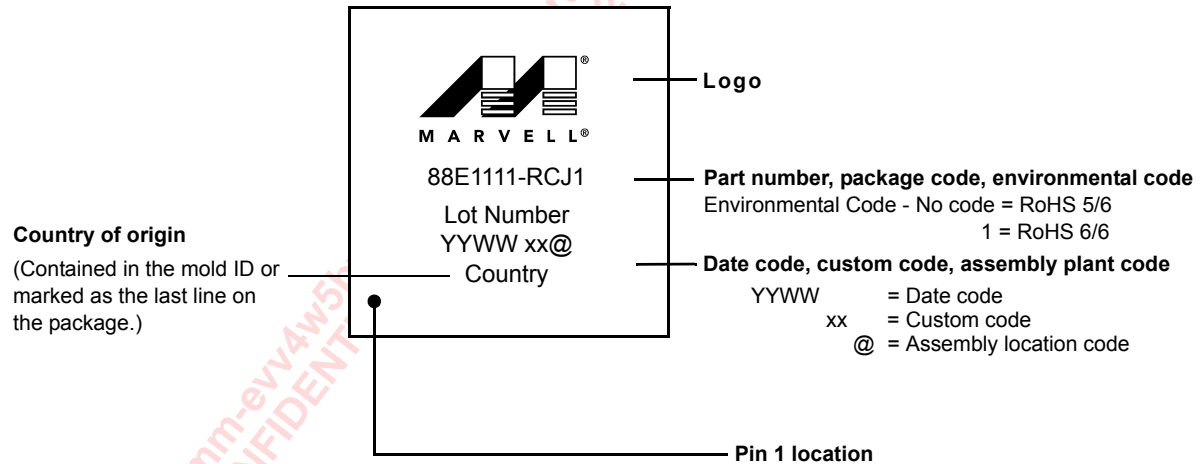 MARVELL®
®
88E1111-RCJ1
Lot Number
YYWW xx@
Country
Logo
Part number, package code, environmental code
Environmental Code - No code = RoHS 5/6
1 = RoHS 6/6
Date code, custom code, assembly plant code
YYWW = Date code
xx = Custom code
@ = Assembly location code
Country of origin
(Contained in the mold ID or
marked as the last line on
the package.)
Pin 1 location